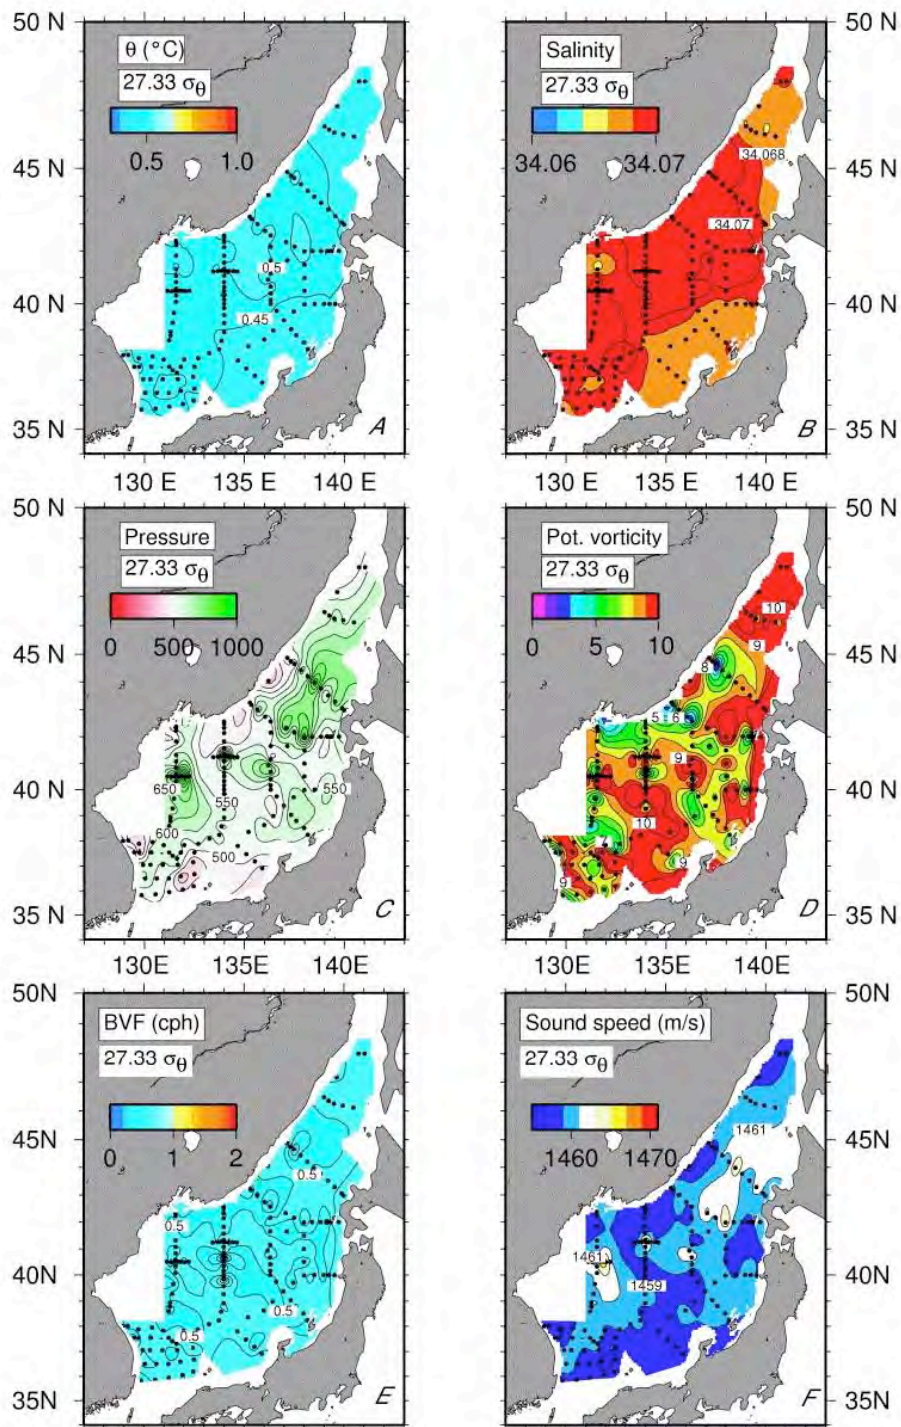 50 N 50 N
θ (°C) Salinity
27.33 σθ 27.33 σθ
0.5 1.0 34.06 34.07
45 N 34.068 45 N
34.07
0.5
40 N 40 N
0.45
35 N A B 35 N
130 E 135 E 140 E 130 E 135 E 140 E
50 N 50 N
Pressure Pot. vorticity
27.33 σθ 27.33 σθ
0 500 1000 0 5 10
10
45 N 9 45 N
8
5 6
9
40 N 650 550 550 40 N
600 10
500 7
9 9
35 N C D 35 N
130E 135E 140E 130E 135E 140E
50N 50N
BVF (cph) Sound speed (m/s)
27.33 σθ 27.33 σθ
0 1 2 1460 1470
45N 1461 45N
0.5
0.5
1461
40N 1459 40N
0.5
0.5
35N E F 35N